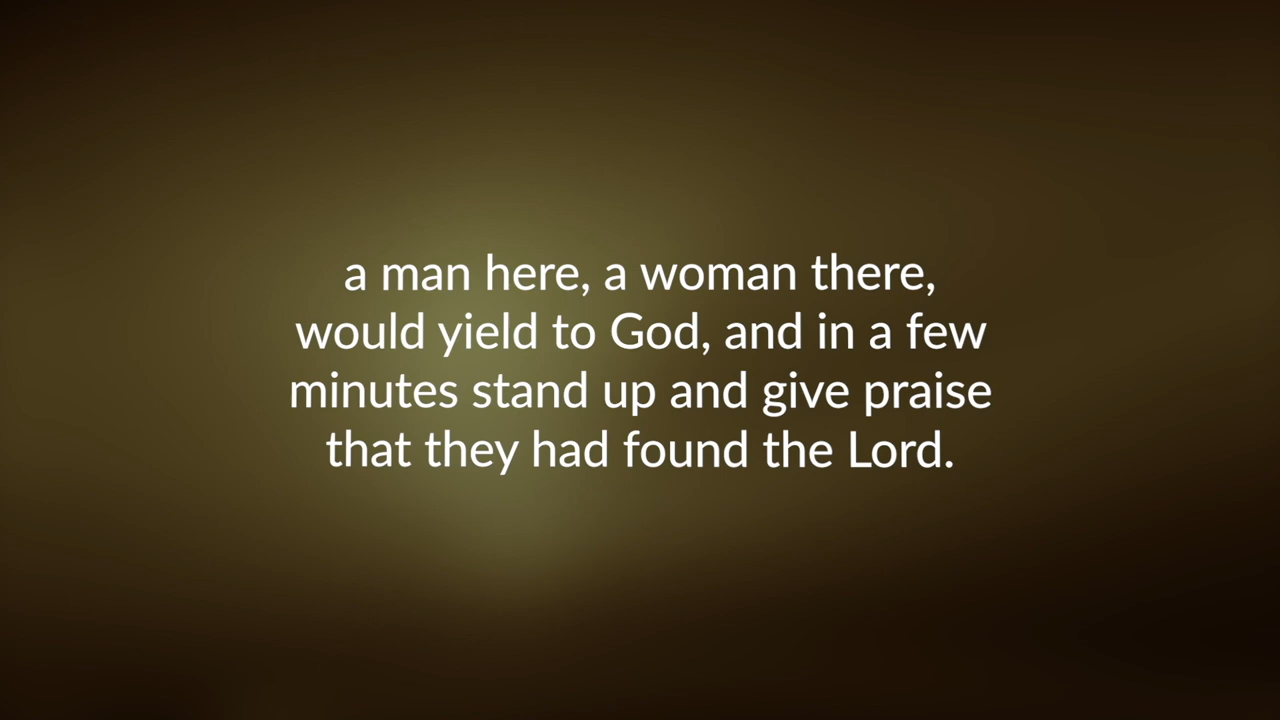 a man here, a woman there,
would yield to God, and in a few
minutes stand up and give praise
that they had found the Lord.